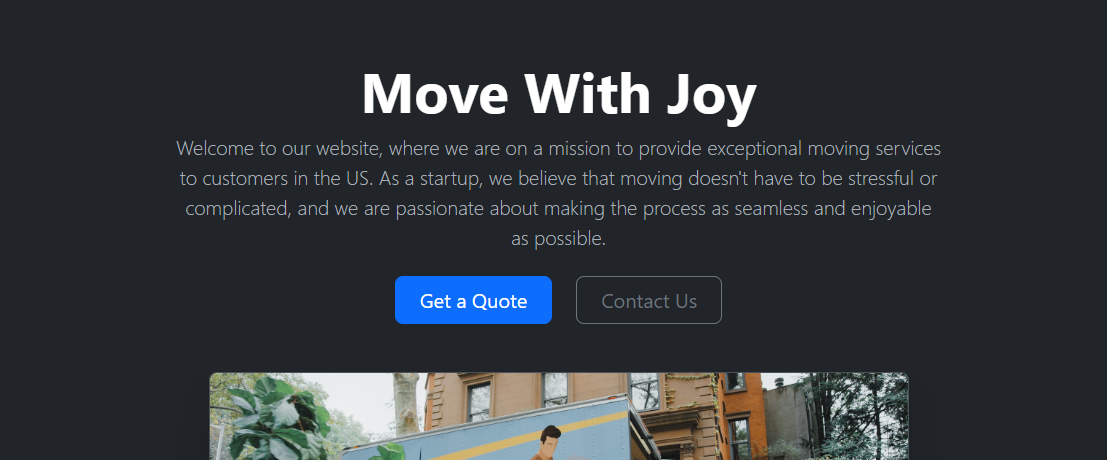 Move With Joy
Welcome to our website, where we are on a mission to provide exceptional moving services
to customers in the US. As a startup, we believe that moving doesn't have to be stressful or
complicated, and we are passionate about making the process as seamless and enjoyable
as possible.
Get a Quote
Contact Us